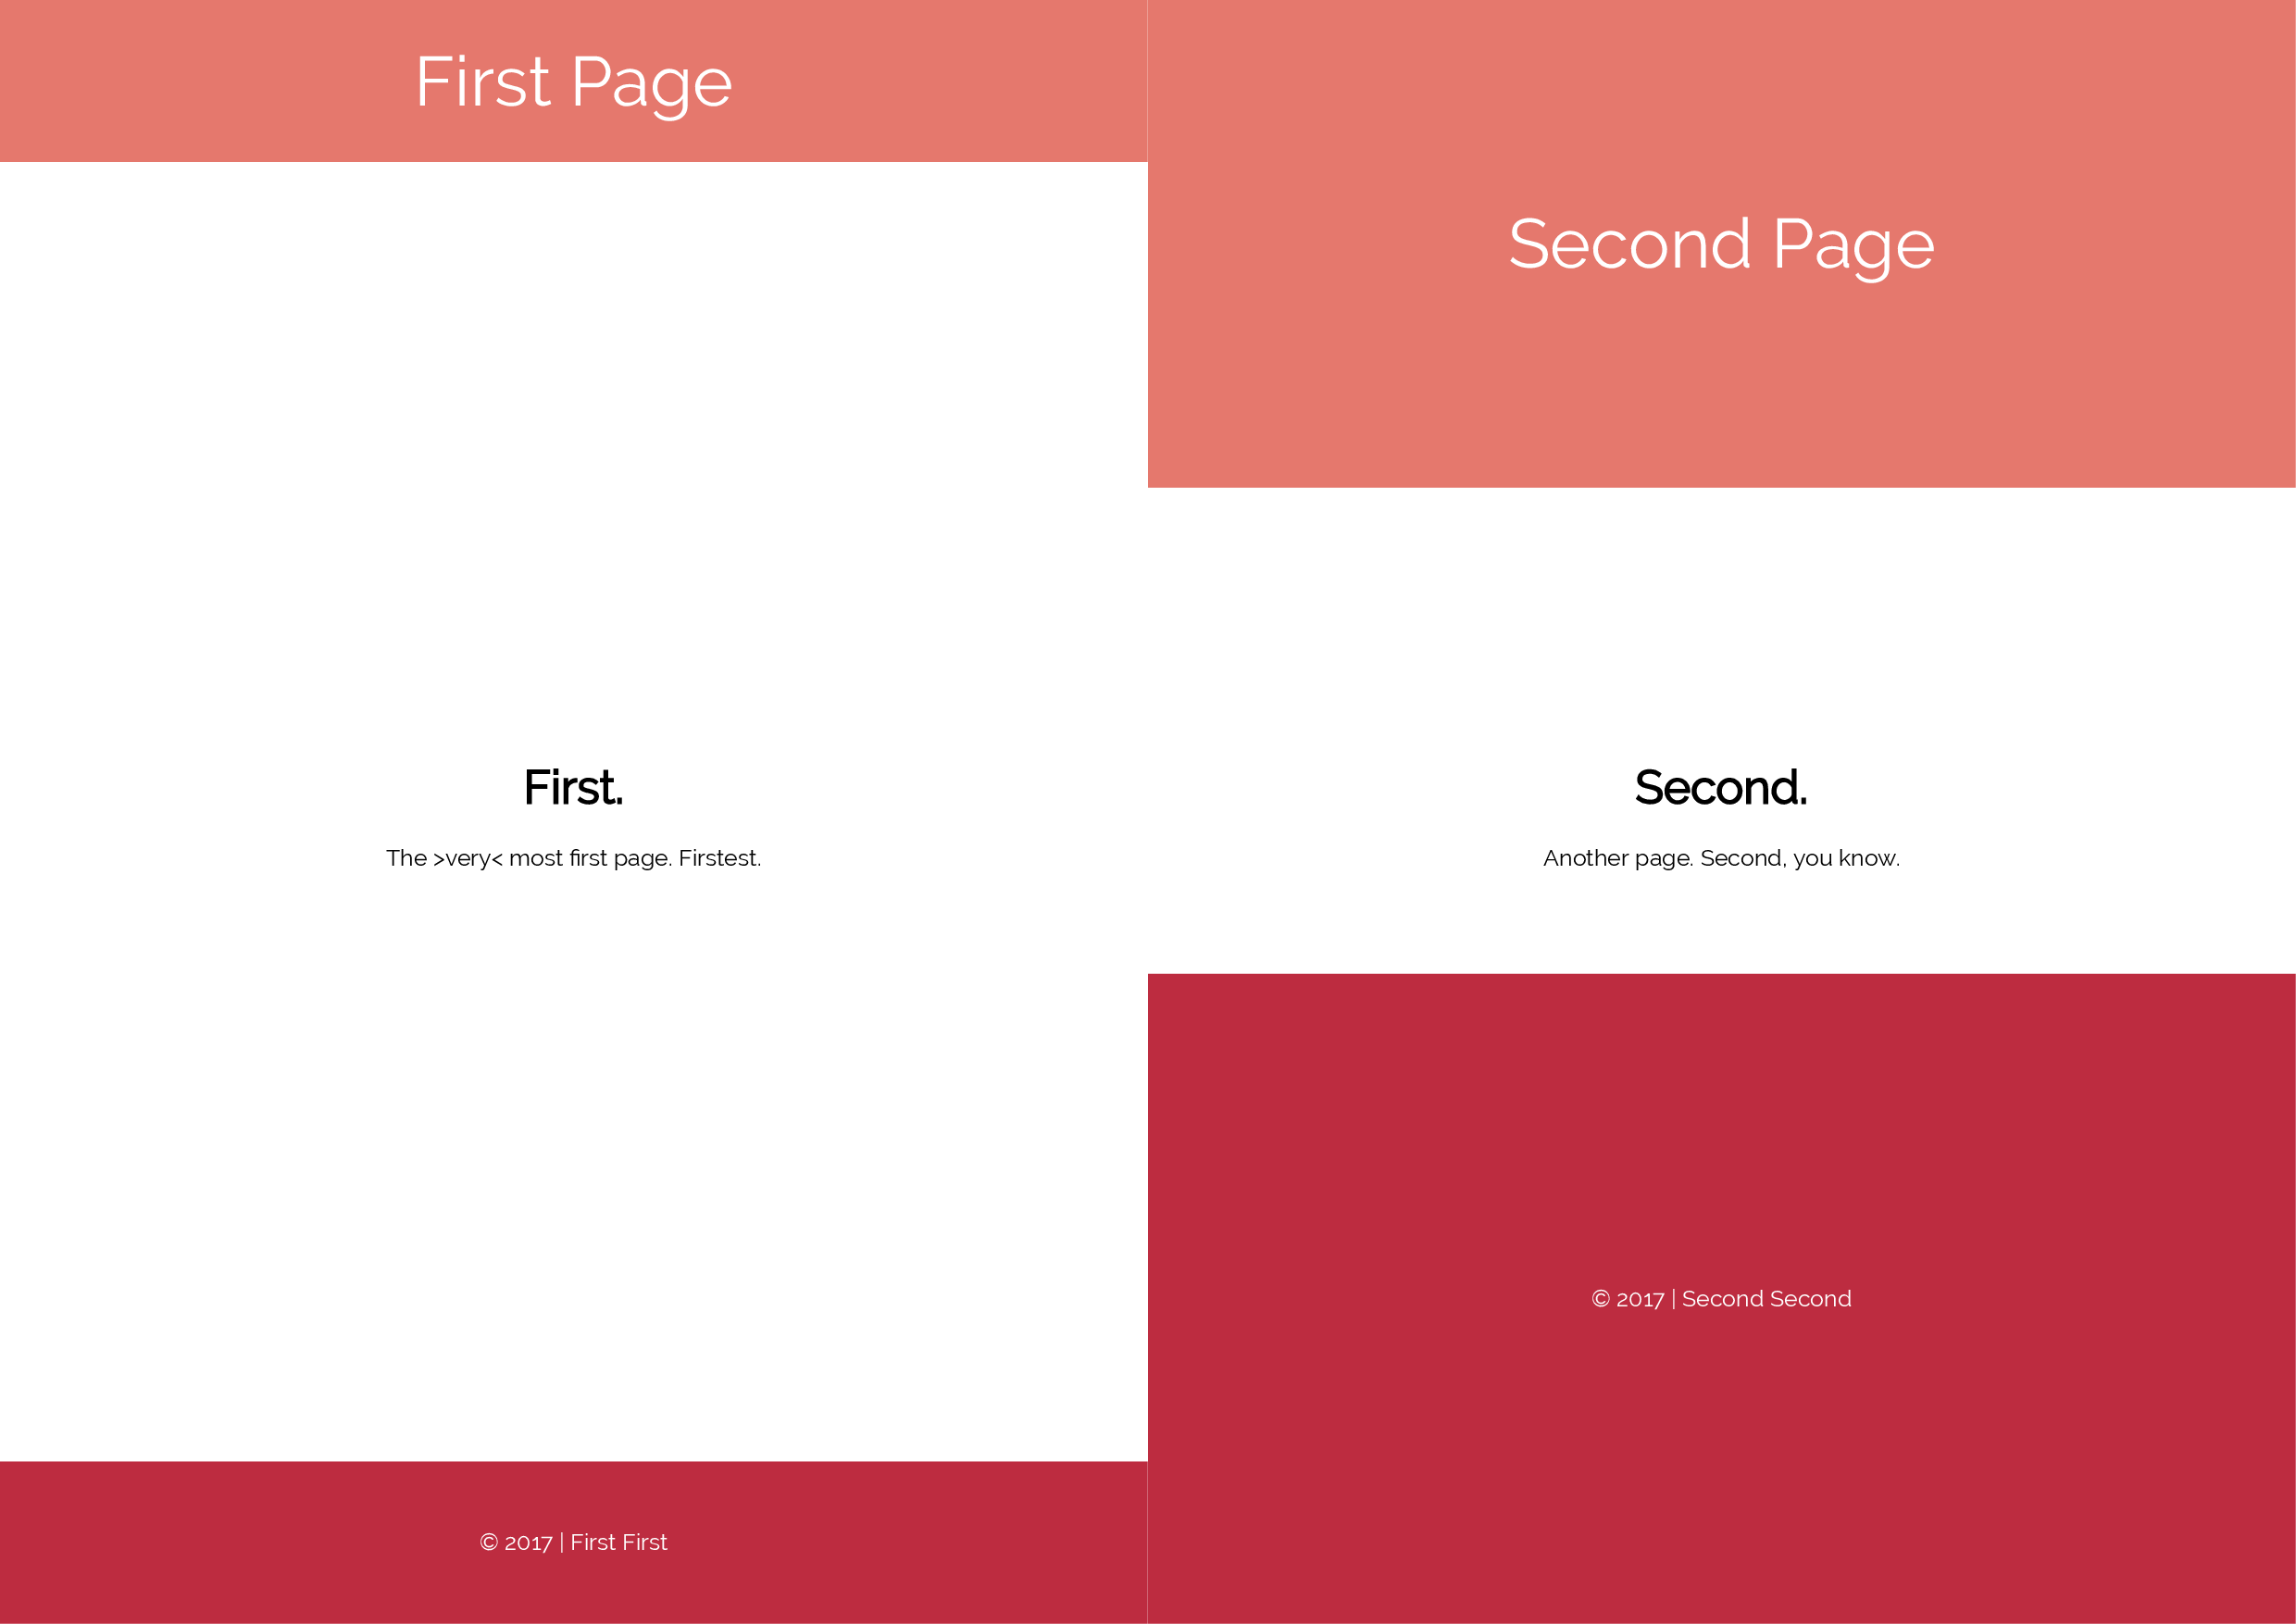 First Page
First.
The >very< most first page. Firstest.
© 2017 | First First
Second Page
Second.
Another page. Second, you know.
© 2017 | Second Second